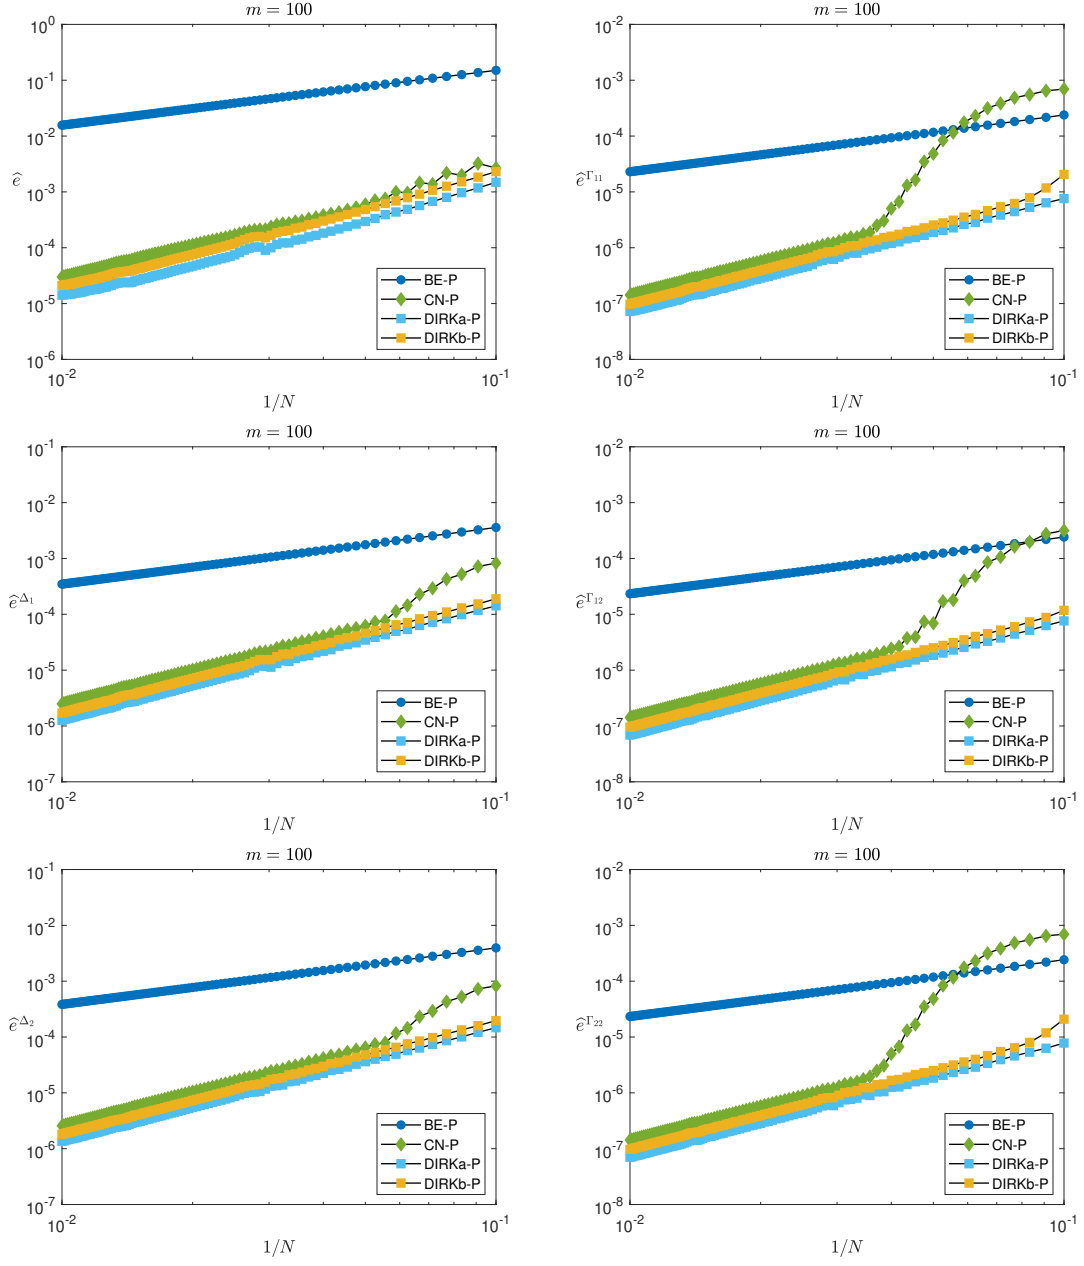 m = 100
10^0
10^-1
10^-2
10^-3
10^-4
10^-5
10^-6
ê
BE-P
CN-P
DIRKa-P
DIRKb-P
10^-2
10^-1
1/N
m = 100
10^-2
10^-3
10^-4
10^-5
10^-6
10^-7
10^-8
ê^Γ₁₁
BE-P
CN-P
DIRKa-P
DIRKb-P
10^-2
10^-1
1/N
m = 100
10^-1
10^-2
10^-3
10^-4
10^-5
10^-6
10^-7
ê^Δ₁
BE-P
CN-P
DIRKa-P
DIRKb-P
10^-2
10^-1
1/N
m = 100
10^-2
10^-3
10^-4
10^-5
10^-6
10^-7
10^-8
ê^Γ₁₂
BE-P
CN-P
DIRKa-P
DIRKb-P
10^-2
10^-1
1/N
m = 100
10^-1
10^-2
10^-3
10^-4
10^-5
10^-6
10^-7
ê^Δ₂
BE-P
CN-P
DIRKa-P
DIRKb-P
10^-2
10^-1
1/N
m = 100
10^-2
10^-3
10^-4
10^-5
10^-6
10^-7
10^-8
ê^Γ₂₂
BE-P
CN-P
DIRKa-P
DIRKb-P
10^-2
10^-1
1/N